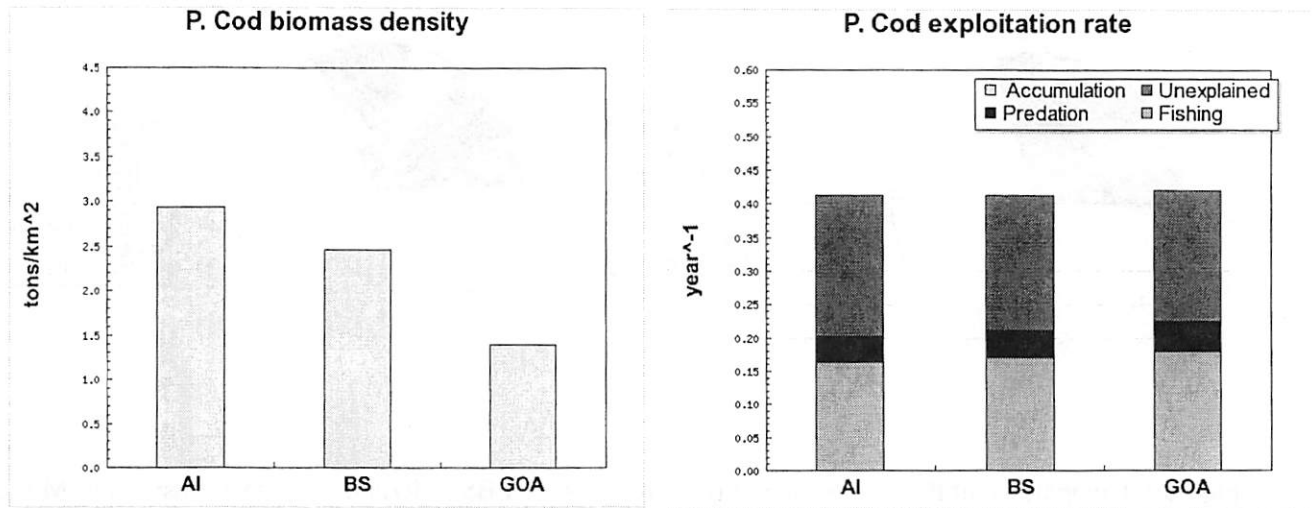 P. Cod biomass density
4.5
4.0
3.5
3.0
2.5
2.0
1.5
1.0
0.5
0.0
tons/km^2
AI BS GOA
P. Cod exploitation rate
0.60
0.55
0.50
0.45
0.40
0.35
0.30
0.25
0.20
0.15
0.10
0.05
0.00
year^-1
Accumulation Unexplained
Predation Fishing
AI BS GOA